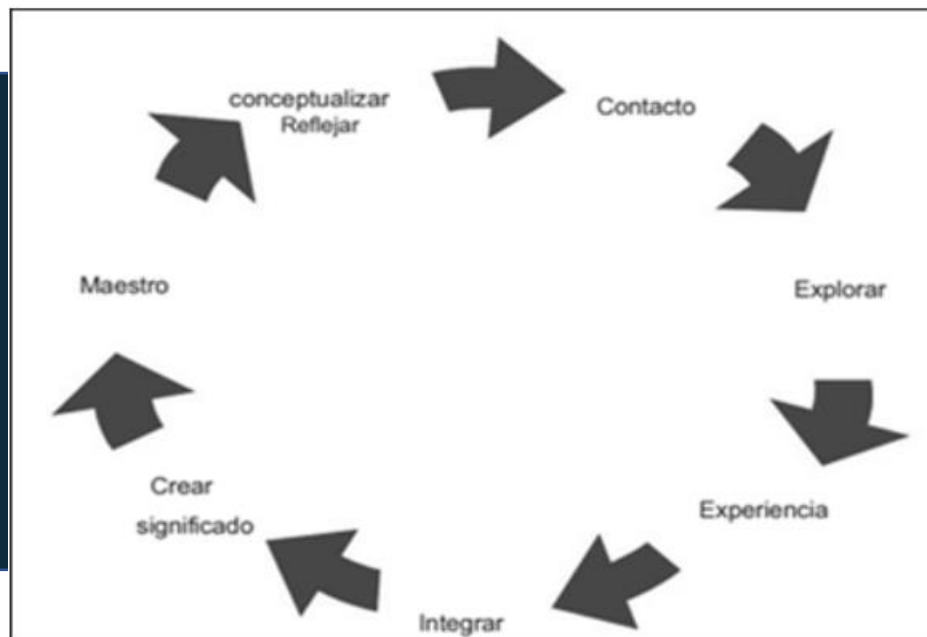 conceptualizar
Reflejar
Contacto
Explorar
Experiencia
Integrar
Crear
significado
Maestro